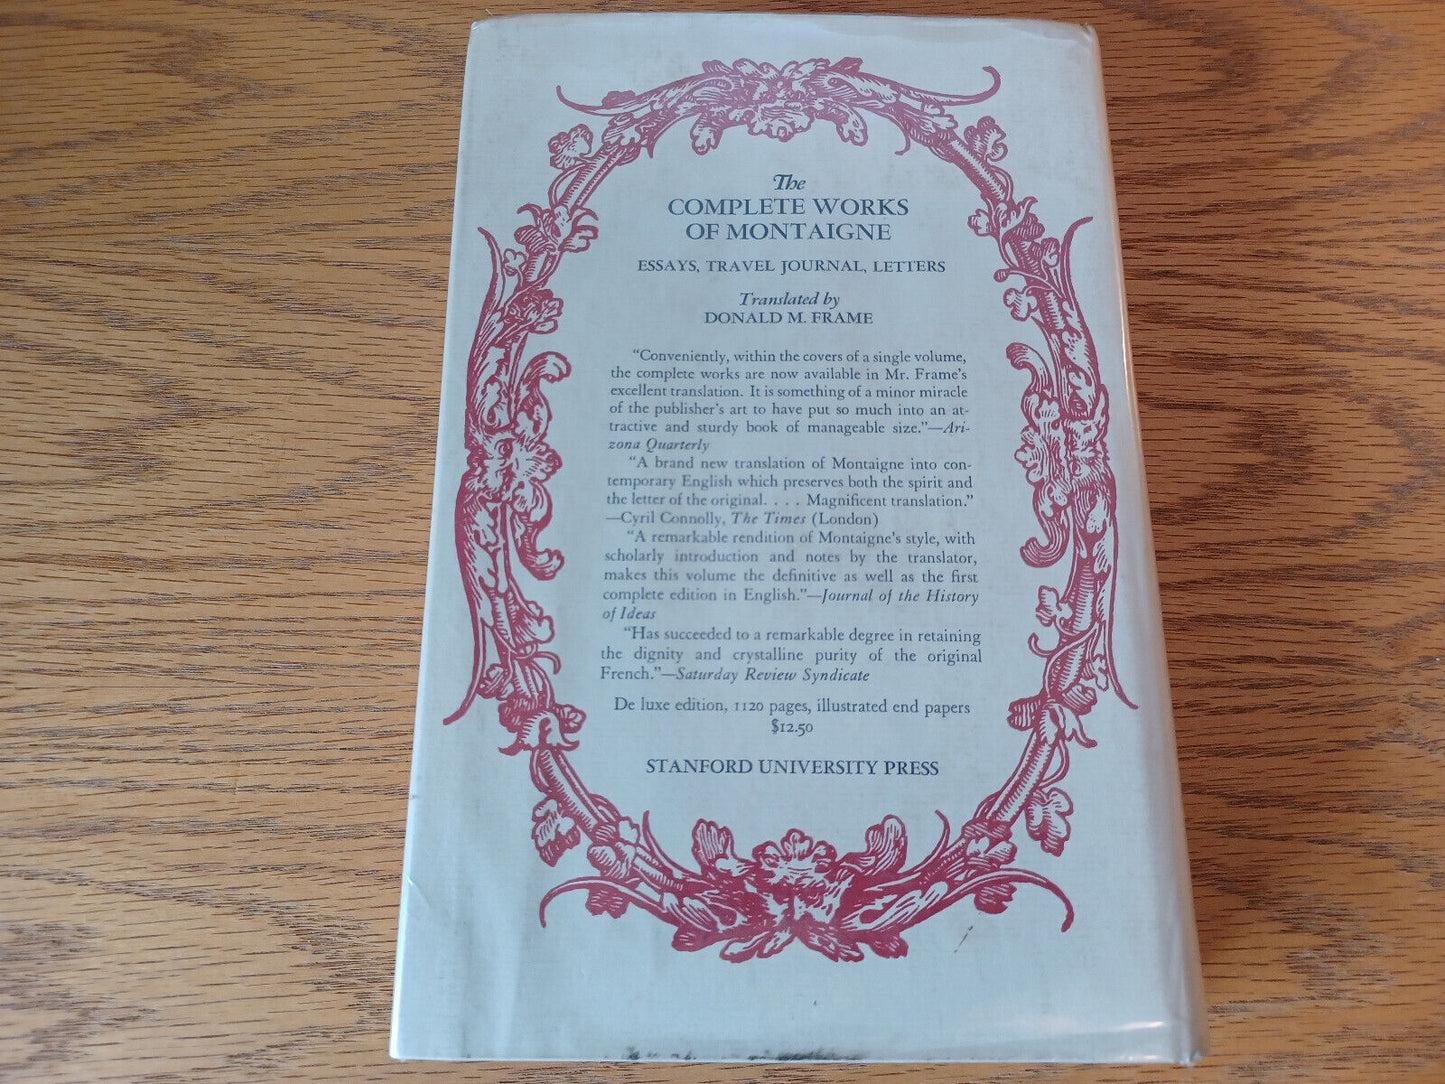 The
COMPLETE WORKS
OF MONTAIGNE
ESSAYS, TRAVEL JOURNAL, LETTERS
Translated by
DONALD M. FRAME
“Conveniently, within the covers of a single volume,
the complete works are now available in Mr. Frame’s
excellent translation. It is something of a minor miracle
of the publisher’s art to have put so much into an at-
tractive and sturdy book of manageable size.”—Ari-
zona Quarterly
“A brand new translation of Montaigne into con-
temporary English which preserves both the spirit and
the letter of the original. . . . Magnificent translation.”
—Cyril Connolly, The Times (London)
“A remarkable rendition of Montaigne’s style, with
scholarly introduction and notes by the translator,
makes this volume the definitive as well as the first
complete edition in English.”—Journal of the History
of Ideas
“Has succeeded to a remarkable degree in retaining
the dignity and crystalline purity of the original
French.”—Saturday Review Syndicate
De luxe edition, 1120 pages, illustrated end papers
$12.50
STANFORD UNIVERSITY PRESS